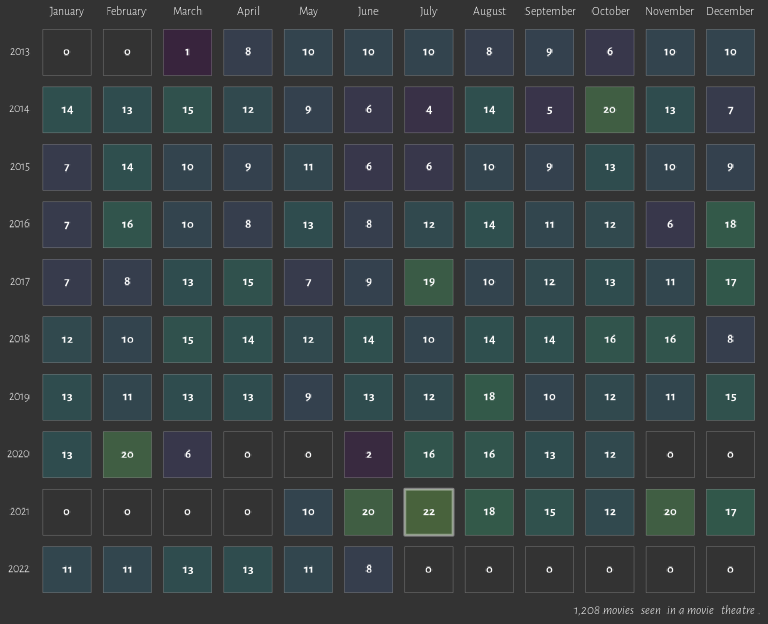 January February March April May June July August September October November December
2013 0 0 1 8 10 10 10 8 9 6 10 10
2014 14 13 15 12 9 6 4 14 5 20 13 7
2015 7 14 10 9 11 6 6 10 9 13 10 9
2016 7 16 10 8 13 8 12 14 11 12 6 18
2017 7 8 13 15 7 9 19 10 12 13 11 17
2018 12 10 15 14 12 14 10 14 14 16 16 8
2019 13 11 13 13 9 13 12 18 10 12 11 15
2020 13 20 6 0 0 2 16 16 13 12 0 0
2021 0 0 0 0 10 20 22 18 15 12 20 17
2022 11 11 13 13 11 8 0 0 0 0 0 0
1,208 movies seen in a movie theatre .